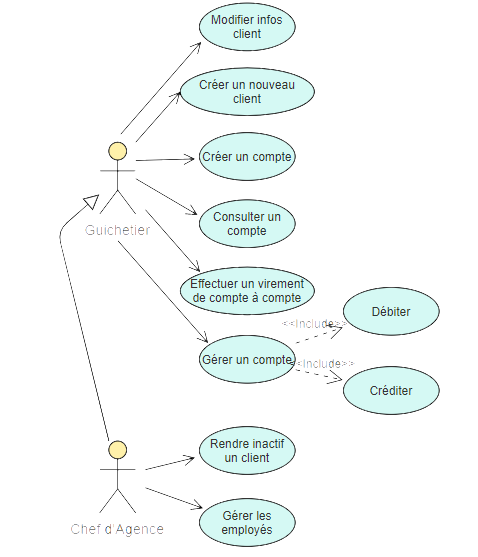 Modifier infos
client
Créer un nouveau
client
Créer un compte
Guichetier
Consulter un
compte
Effectuer un virement
de compte à compte
<<Include>>
Débiter
Gérer un compte
<<Include>>
Créditer
Rendre inactif
un client
Chef d'Agence
Gérer les
employés